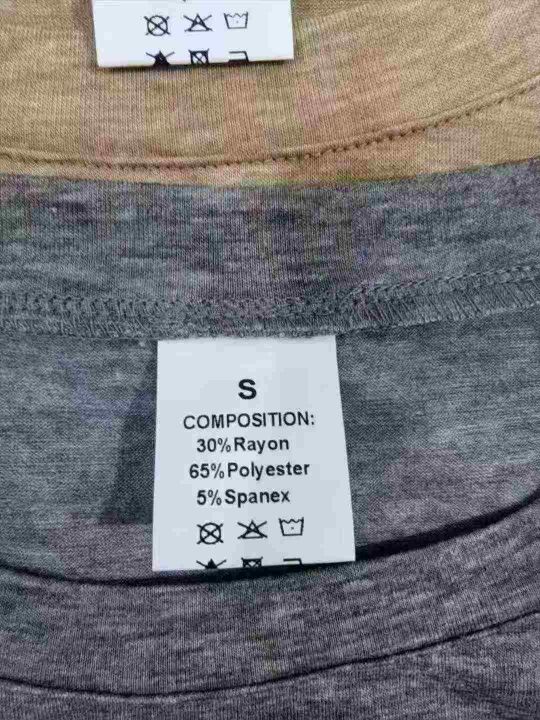 S
COMPOSITION:
30%Rayon
65%Polyester
5%Spanex